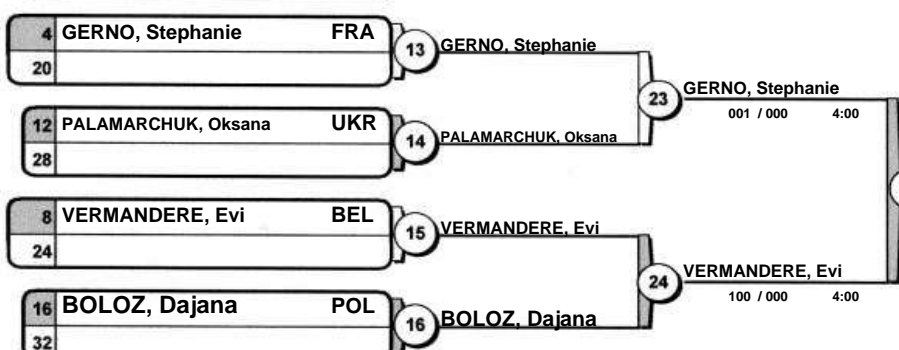 4 GERNO, Stephanie FRA
20
13 GERNO, Stephanie
12 PALAMARCHUK, Oksana UKR
28
14 PALAMARCHUK, Oksana
23 GERNO, Stephanie
001 / 000 4:00
8 VERMANDERE, Evi BEL
24
15 VERMANDERE, Evi
16 BOLOZ, Dajana POL
32
16 BOLOZ, Dajana
24 VERMANDERE, Evi
100 / 000 4:00